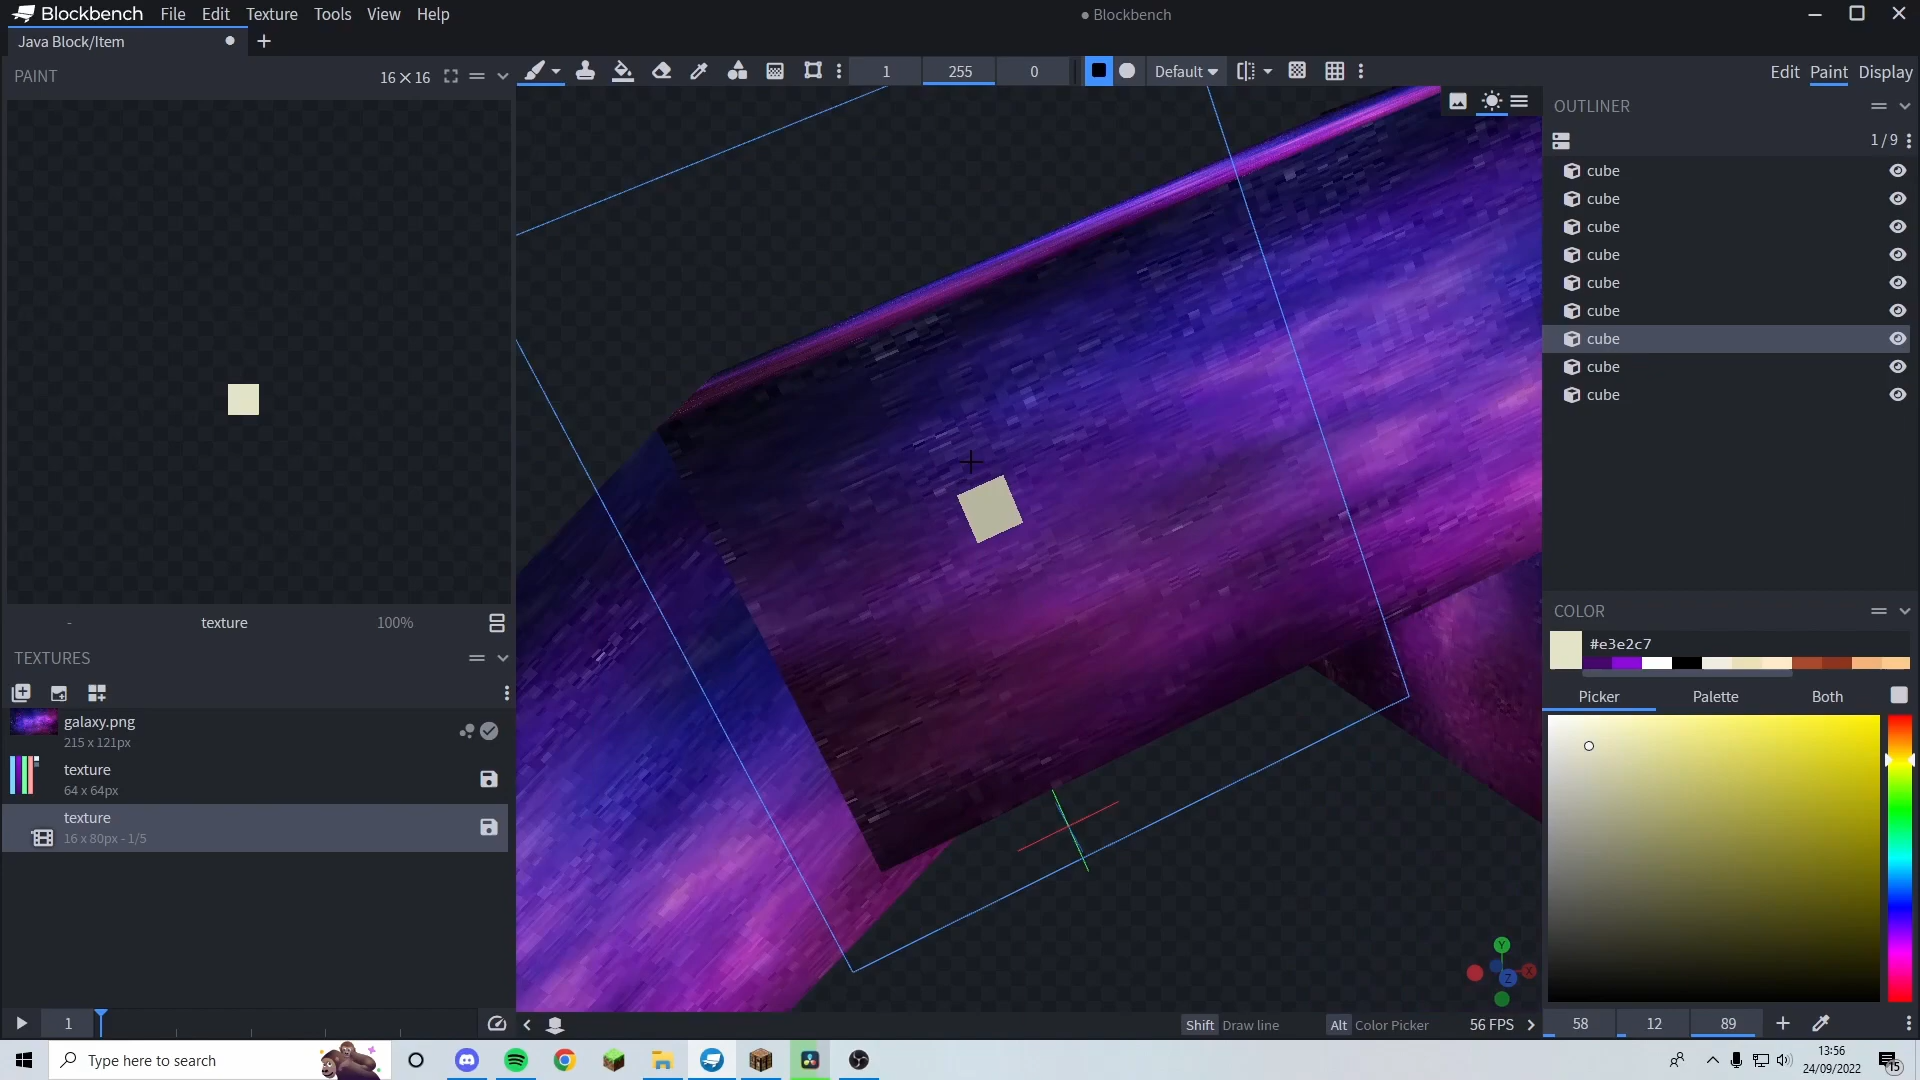 Blockbench File Edit Texture Tools View Help
● Blockbench
Java Block/Item
PAINT 16 × 16
1 255 0 Default
Edit Paint Display
OUTLINER
1 / 9
cube
cube
cube
cube
cube
cube
cube
cube
cube
- texture 100%
TEXTURES
galaxy.png
215 x 121px
texture
64 x 64px
texture
16 x 80px - 1/5
COLOR
#e3e2c7
Picker Palette Both
Y
X
Z
1
Shift Draw line Alt Color Picker 56 FPS
58 12 89
Type here to search
13:56
24/09/2022
15